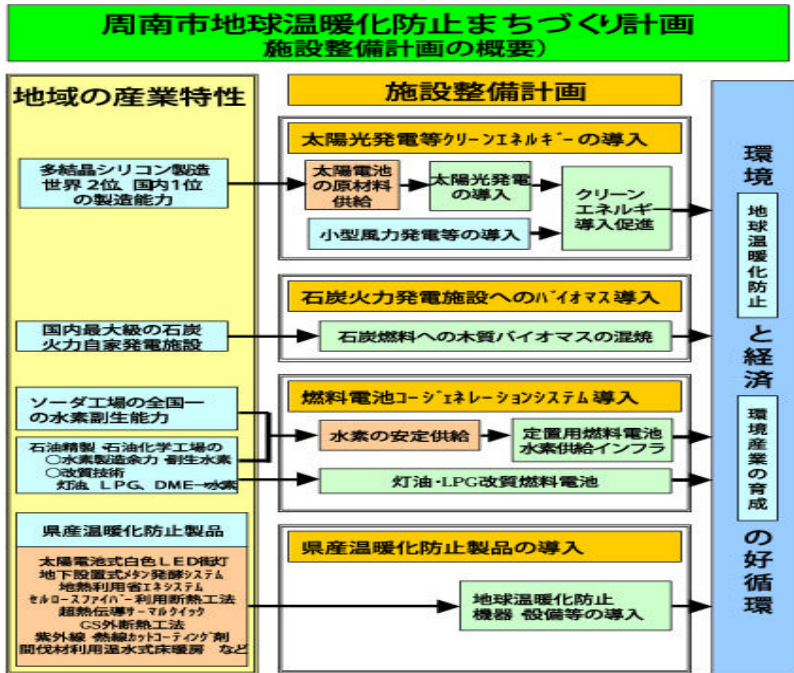 周南市地球温暖化防止まちづくり計画
施設整備計画の概要）
地域の産業特性
多結晶シリコン製造
世界2位、国内1位
の製造能力
国内最大級の石炭
火力自家発電施設
ソーダ工場の全国一
の水素副生能力
石油精製・石油化学工場の
○水素製造余力・副生水素
○改質技術
灯油、LPG、DME→水素
県産温暖化防止製品
太陽電池式白色LED街灯
地下設置式ﾒﾀﾝ発酵ｼｽﾃﾑ
地熱利用省ｴﾈｼｽﾃﾑ
ｾﾙﾛｰｽﾌｧｲﾊﾞｰ利用断熱工法
超熱伝導ｻｰﾏﾙｸｲｯｸ
GS外断熱工法
紫外線・熱線ｶｯﾄｺｰﾃｨﾝｸﾞ剤
間伐材利用温水式床暖房 など
施設整備計画
太陽光発電等ｸﾘｰﾝｴﾈﾙｷﾞｰの導入
太陽電池
の原材料
供給
太陽光発電
の導入
小型風力発電等の導入
クリーン
エネルギー
導入促進
石炭火力発電施設へのﾊﾞｲｵﾏｽ導入
石炭燃料への木質バイオマスの混焼
燃料電池ｺｰｼﾞｪﾈﾚｰｼｮﾝｼｽﾃﾑ導入
水素の安定供給
定置用燃料電池
水素供給インフラ
灯油・LPG改質燃料電池
県産温暖化防止製品の導入
地球温暖化防止
機器・設備等の導入
環境
地球温暖化防止
と経済
環境産業の育成
の好循環